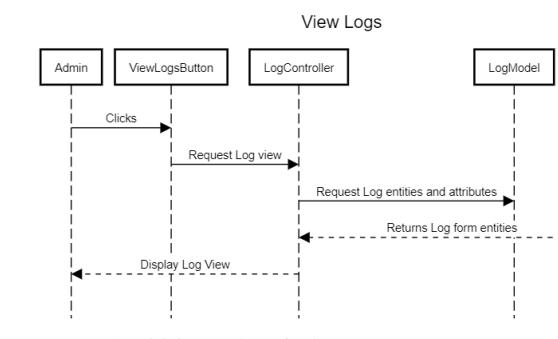 View Logs
Admin
ViewLogsButton
LogController
LogModel
Clicks
Request Log view
Request Log entities and attributes
Returns Log form entities
Display Log View